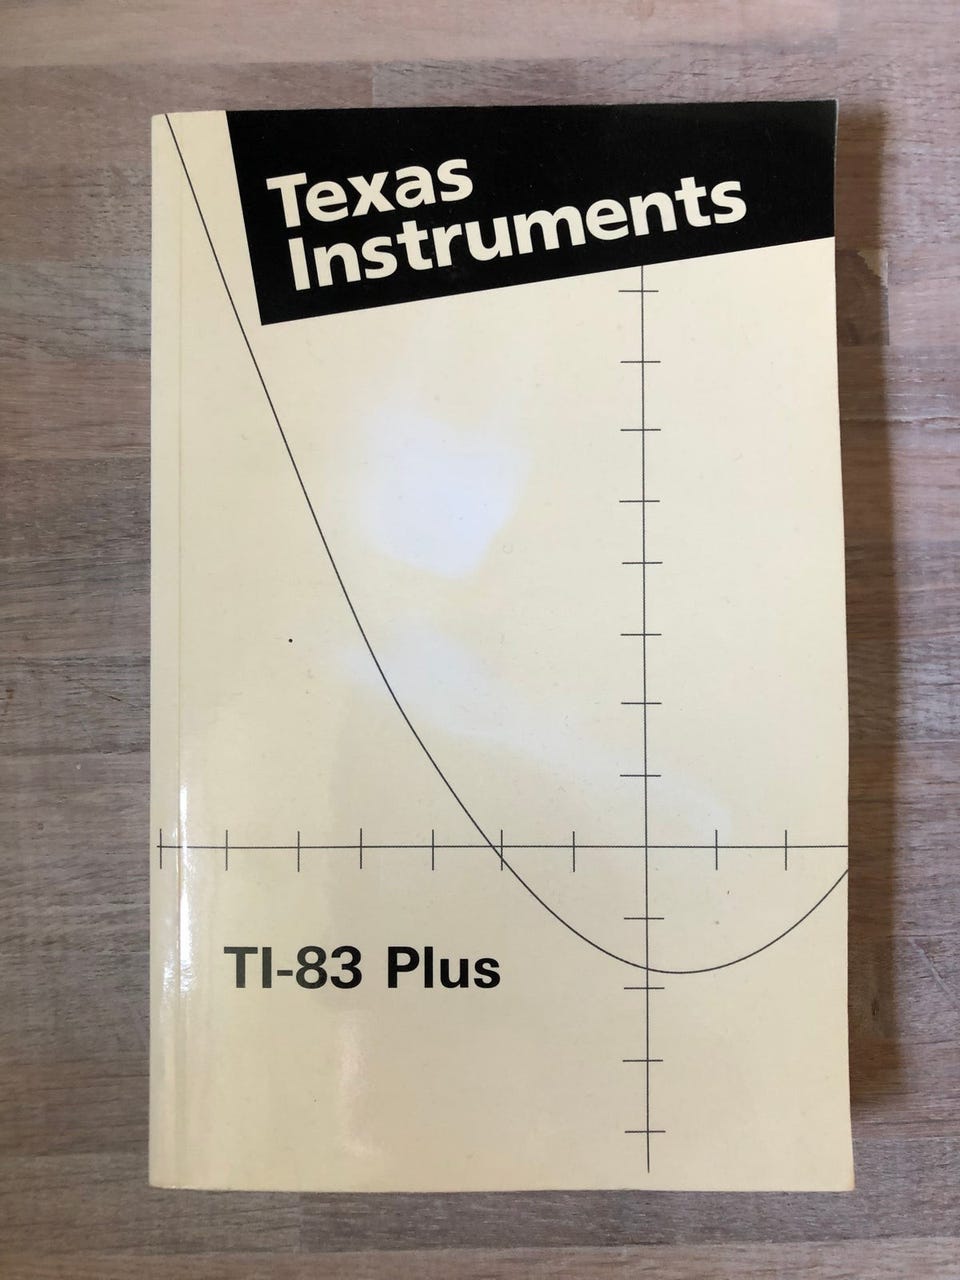 Texas
Instruments
TI-83 Plus